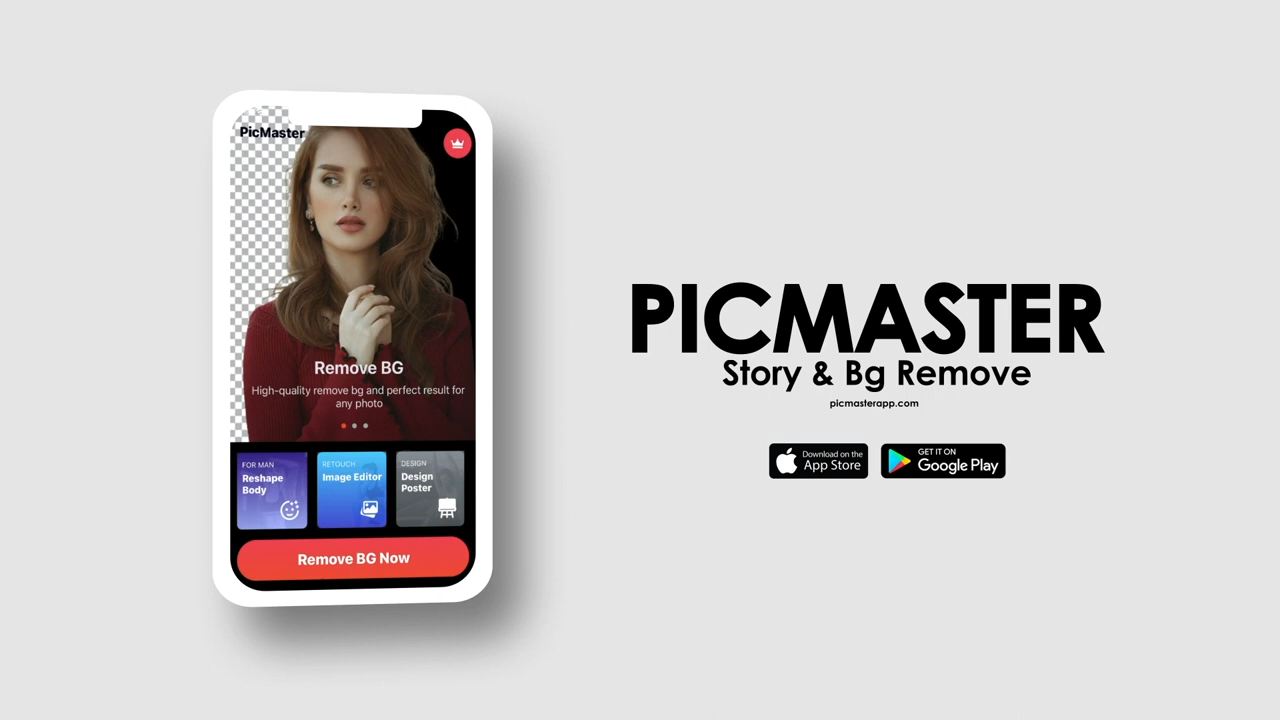 PicMaster
Remove BG
High-quality remove bg and perfect result for
any photo
FOR MAN
Reshape
Body
RETOUCH
Image Editor
DESIGN
Design
Poster
Remove BG Now
PICMASTER
Story & Bg Remove
picmasterapp.com
Download on the
App Store
GET IT ON
Google Play